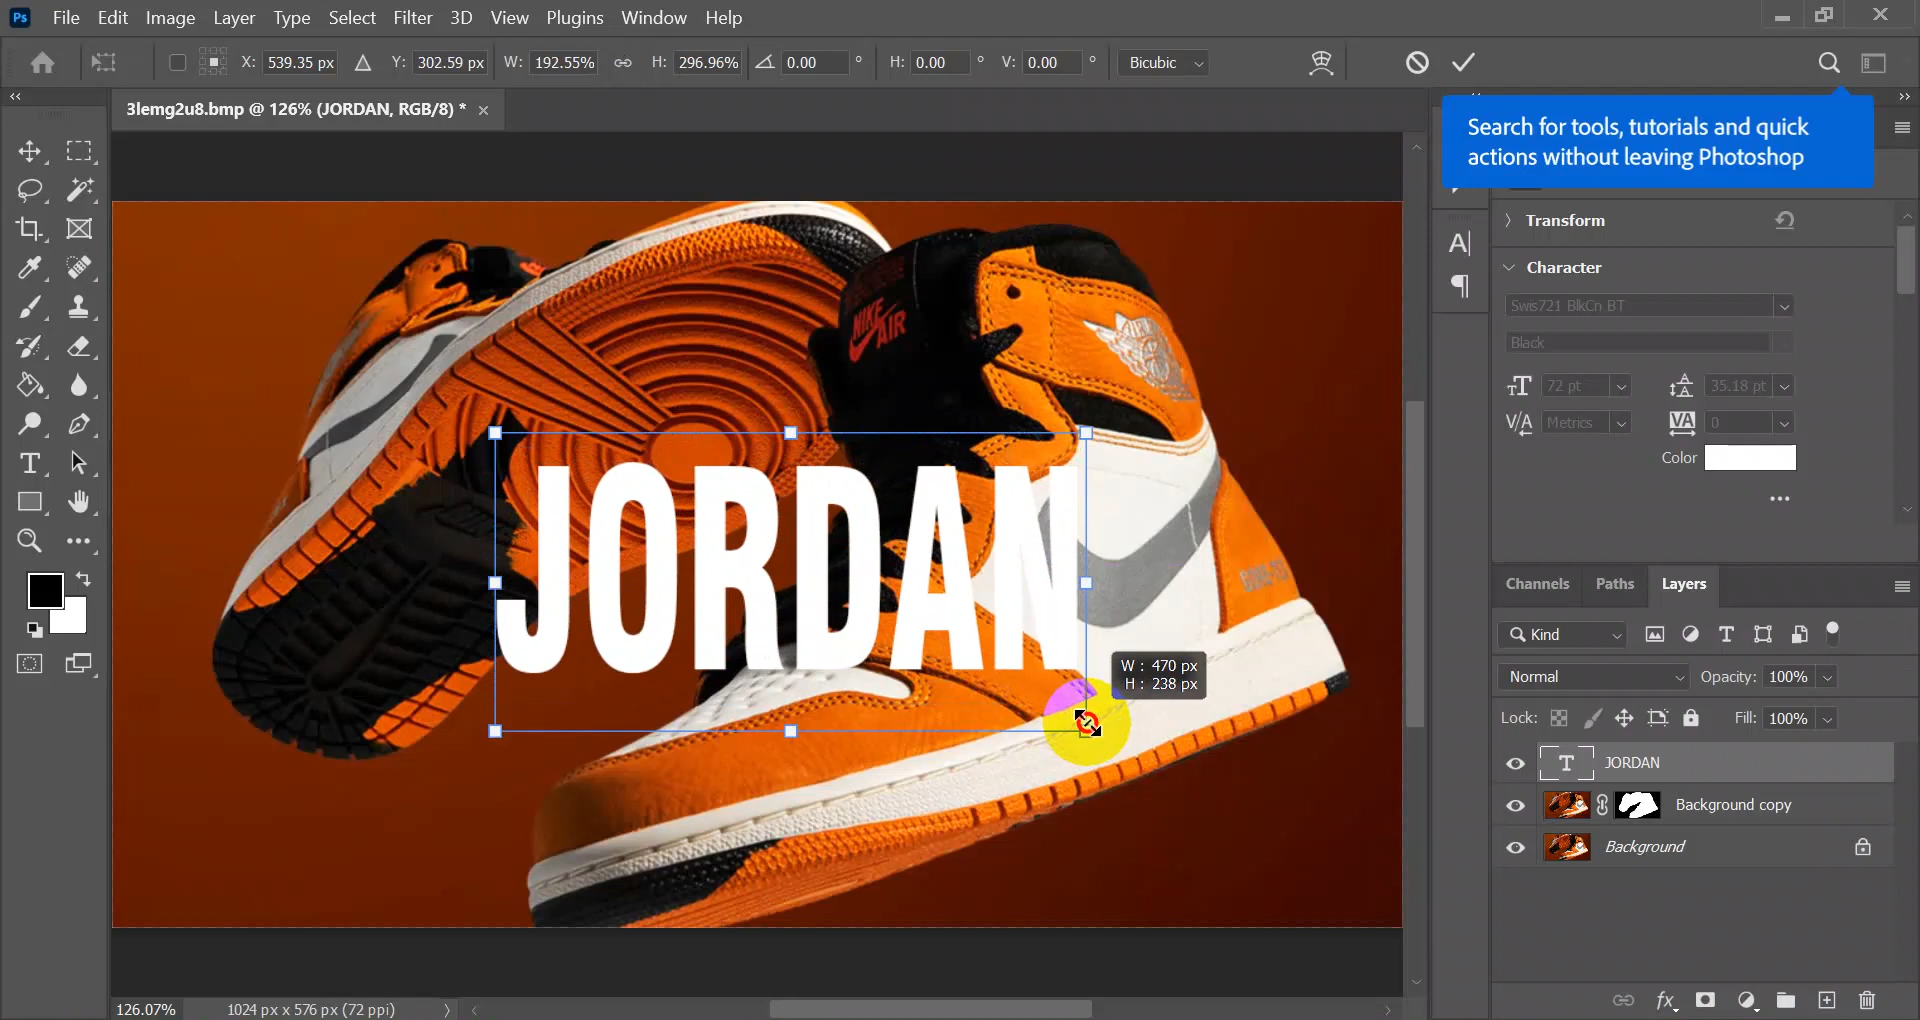 Ps File Edit Image Layer Type Select Filter 3D View Plugins Window Help
X: 539.35 px Y: 302.59 px W: 192.55% H: 296.96% 0.00 ° H: 0.00 ° V: 0.00 ° Bicubic
3lemg2u8.bmp @ 126% (JORDAN, RGB/8) *
Search for tools, tutorials and quick
actions without leaving Photoshop
Transform
Character
Swis721 BlkCn BT
Black
72 pt 35.18 pt
Metrics 0
Color
NIKE
AIR
JORDAN
W : 470 px
H : 238 px
Channels Paths Layers
Kind
Normal Opacity: 100%
Lock: Fill: 100%
JORDAN
Background copy
Background
126.07% 1024 px x 576 px (72 ppi)